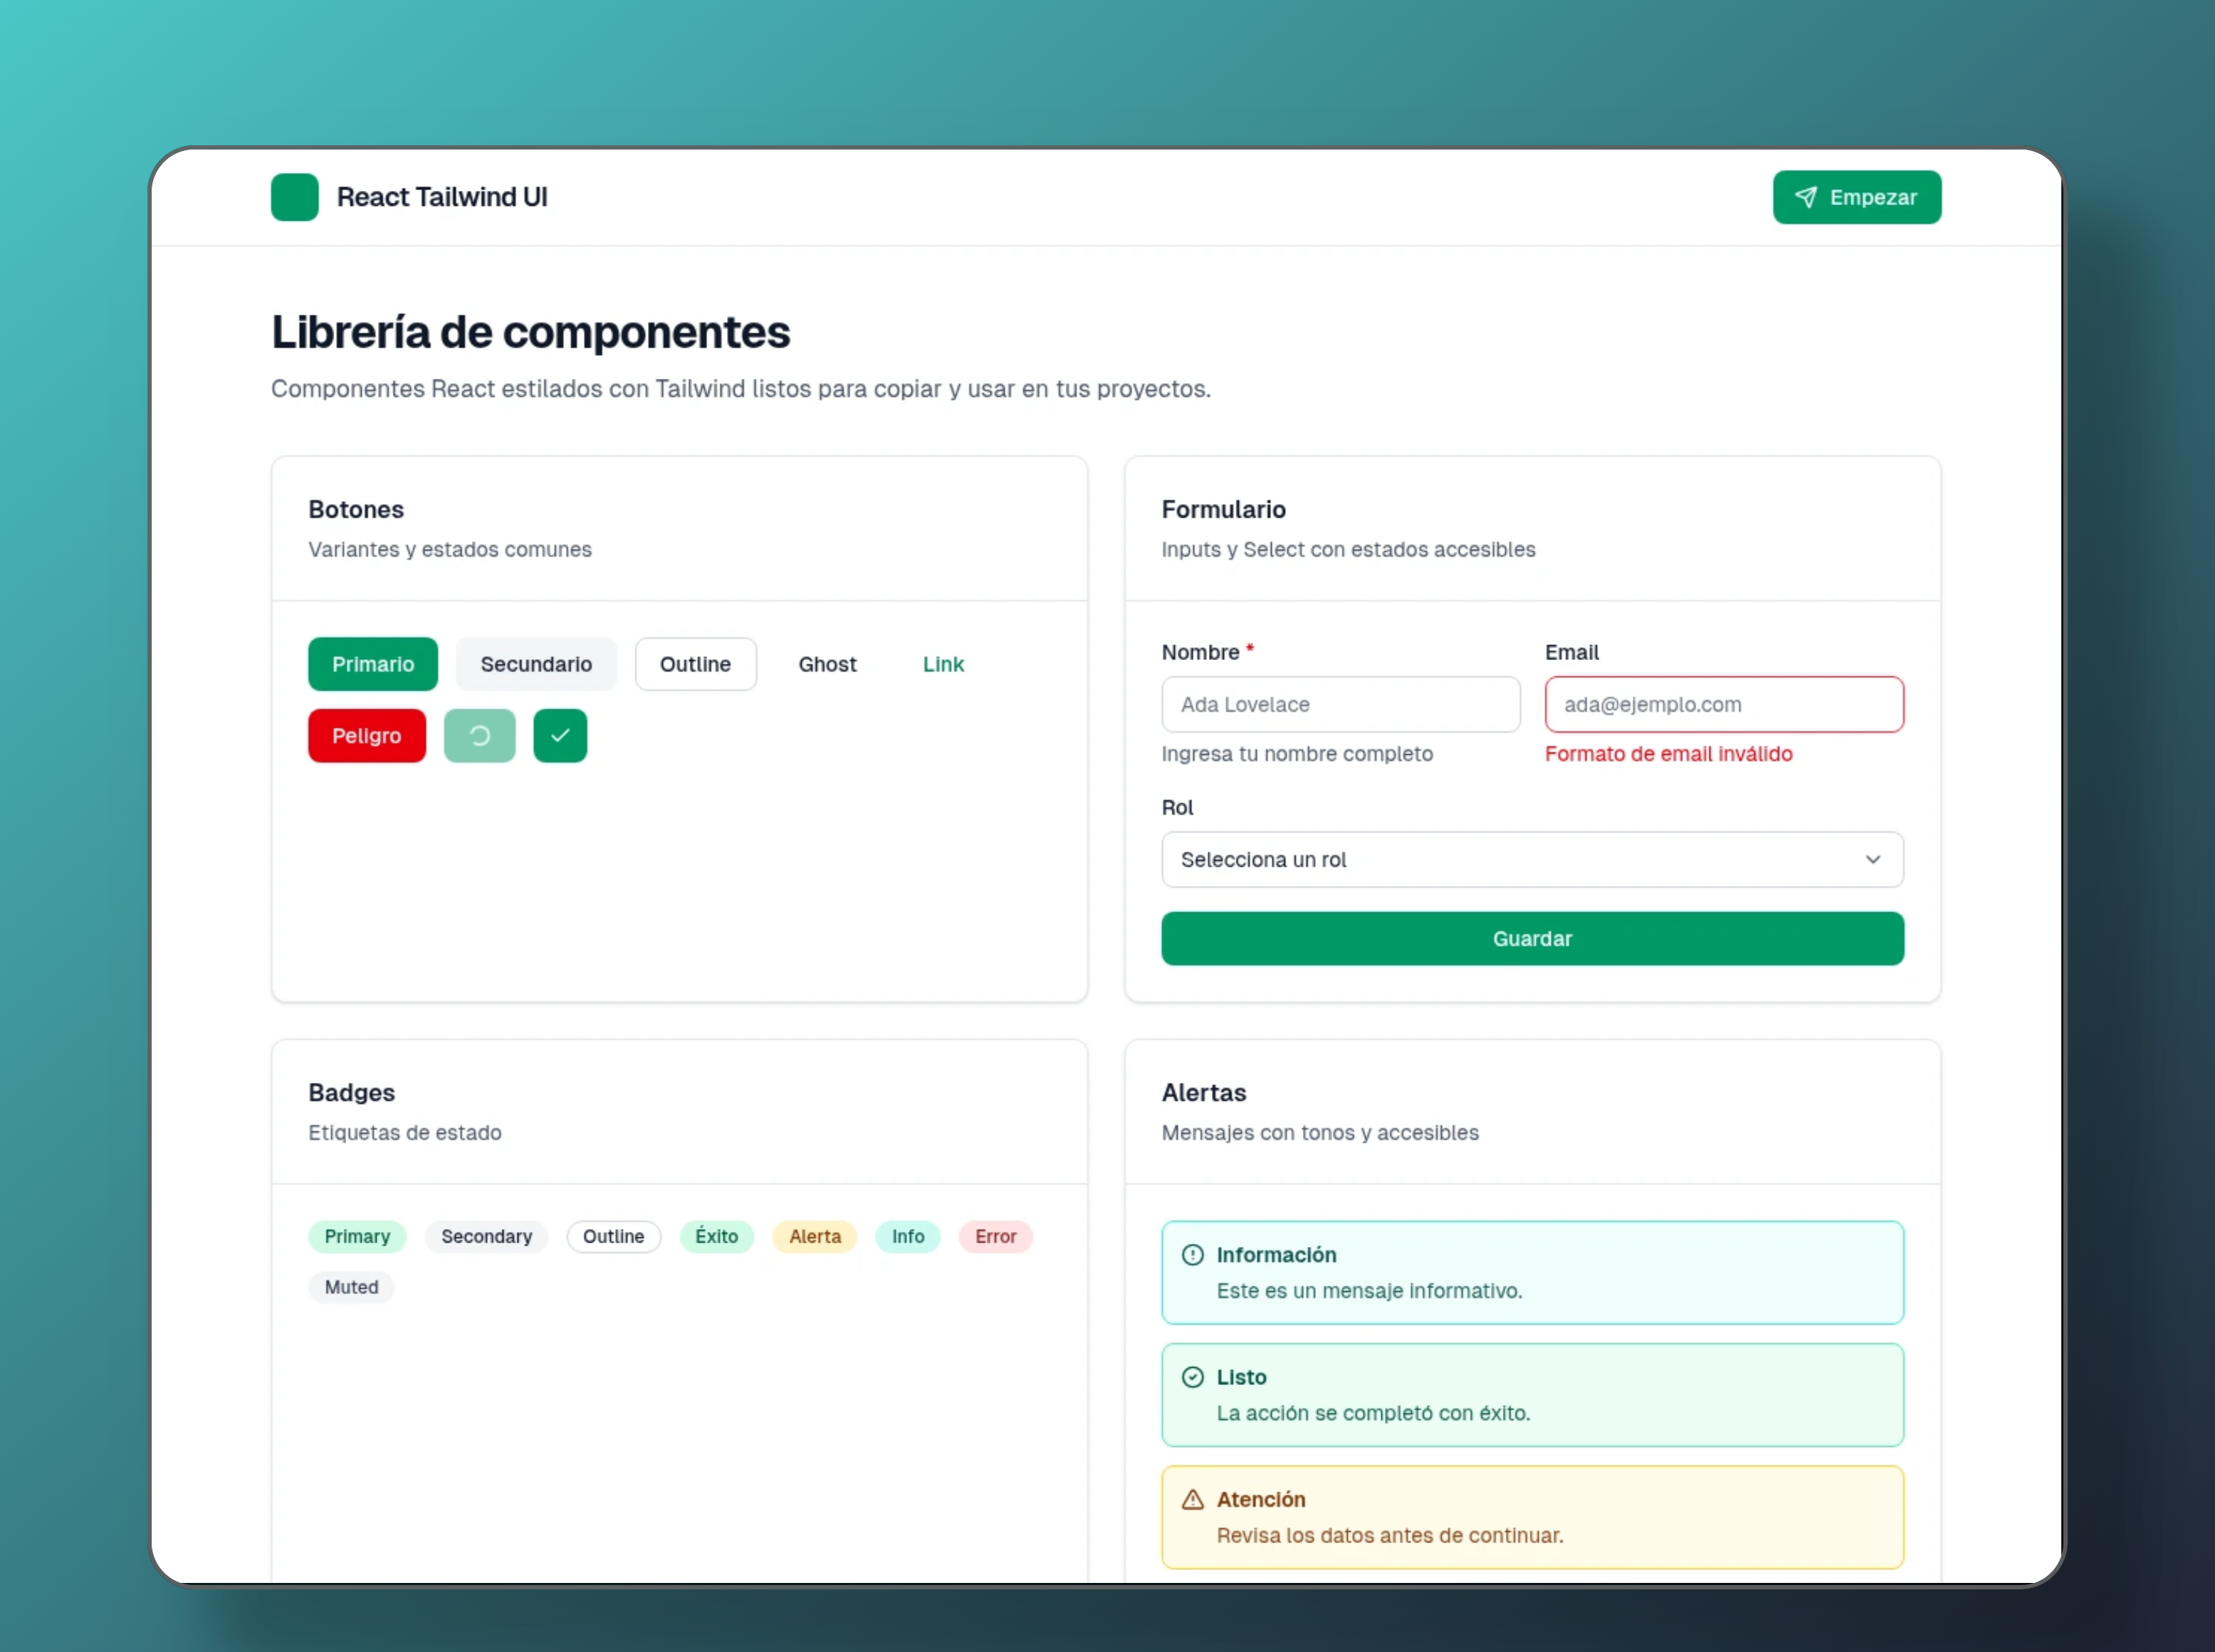 React Tailwind UI
Empezar
Librería de componentes
Componentes React estilados con Tailwind listos para copiar y usar en tus proyectos.
Botones
Variantes y estados comunes
Primario
Secundario
Outline
Ghost
Link
Peligro
Formulario
Inputs y Select con estados accesibles
Nombre *
Ada Lovelace
Ingresa tu nombre completo
Email
ada@ejemplo.com
Formato de email inválido
Rol
Selecciona un rol
Guardar
Badges
Etiquetas de estado
Primary
Secondary
Outline
Éxito
Alerta
Info
Error
Muted
Alertas
Mensajes con tonos y accesibles
Información
Este es un mensaje informativo.
Listo
La acción se completó con éxito.
Atención
Revisa los datos antes de continuar.